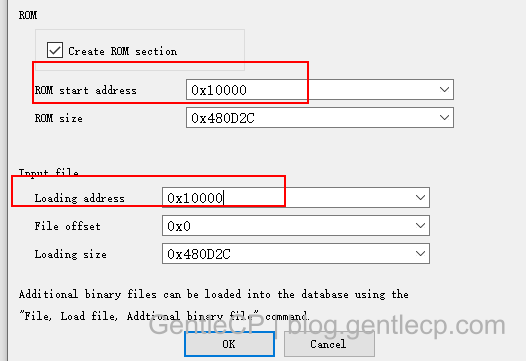 ROM
Create ROM section
ROM start address 0x10000
ROM size 0x480D2C
Input file
Loading address 0x10000
File offset 0x0
Loading size 0x480D2C
Additional binary files can be loaded into the database using the
"File, Load file, Addtional binary file" command.
GentleCP | blog.gentlecp.com
OK Cancel